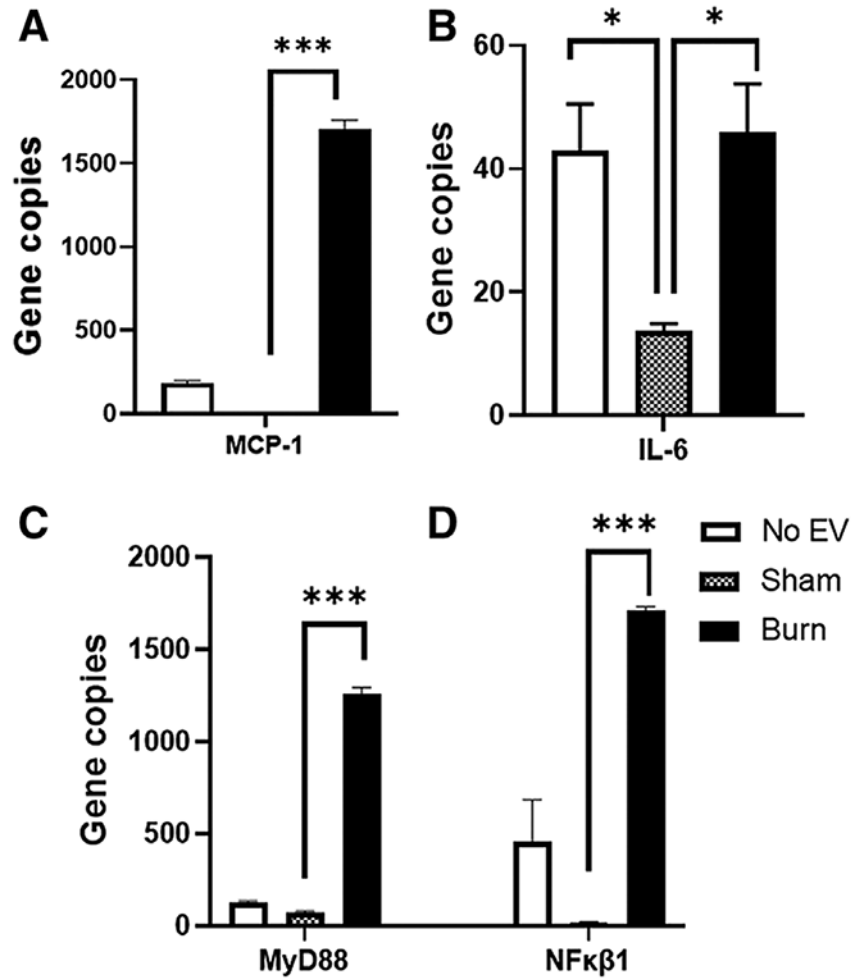 A
***
2000
1500
1000
500
0
Gene copies
MCP-1
B
* *
60
40
20
0
Gene copies
IL-6
C
***
2000
1500
1000
500
0
Gene copies
MyD88
D
***
NFκβ1
No EV
Sham
Burn